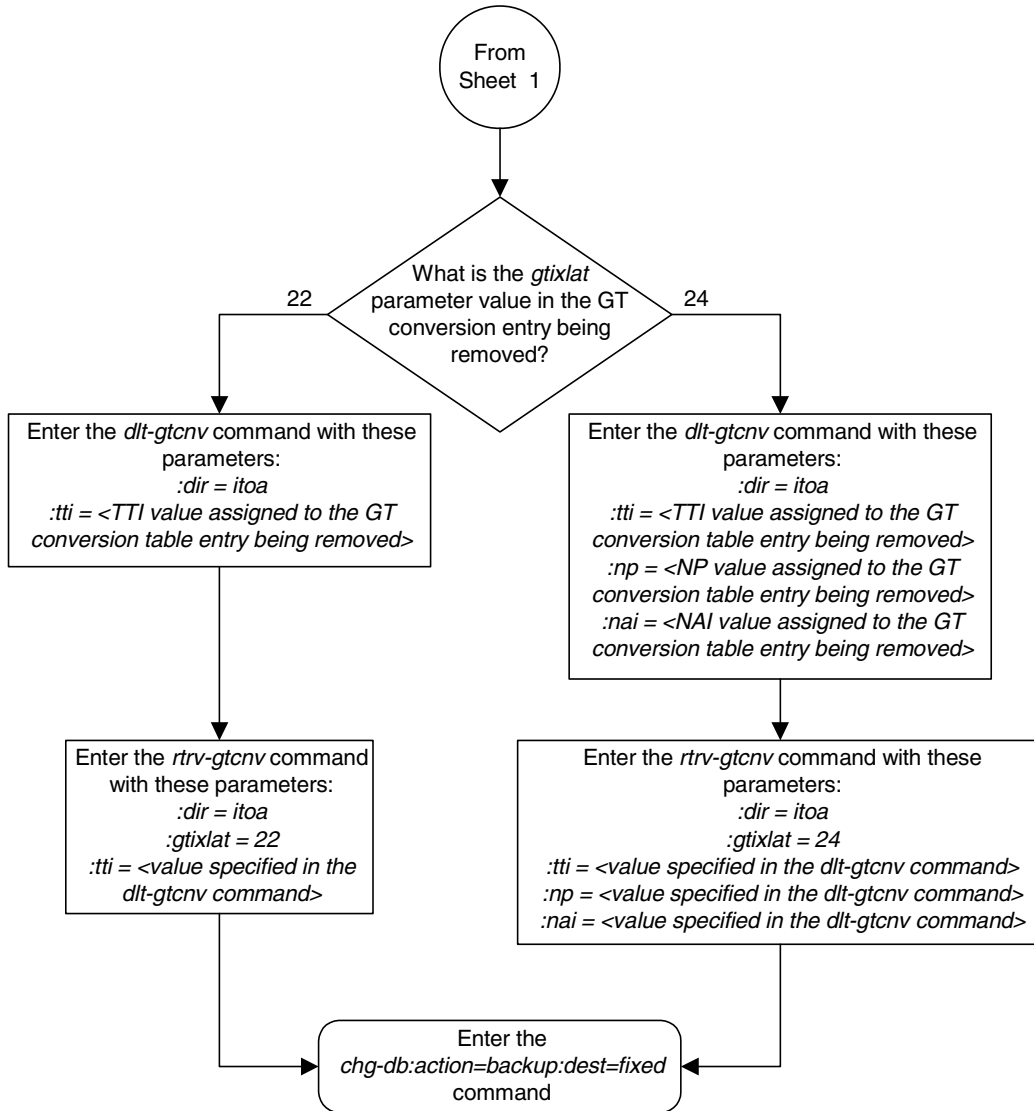 From
Sheet 1
What is the gtixlat
parameter value in the GT
conversion entry being
removed?
22
24
Enter the dlt-gtcnv command with these
parameters:
:dir = itoa
:tti = <TTI value assigned to the GT
conversion table entry being removed>
Enter the dlt-gtcnv command with these
parameters:
:dir = itoa
:tti = <TTI value assigned to the GT
conversion table entry being removed>
:np = <NP value assigned to the GT
conversion table entry being removed>
:nai = <NAI value assigned to the GT
conversion table entry being removed>
Enter the rtrv-gtcnv command
with these parameters:
:dir = itoa
:gtixlat = 22
:tti = <value specified in the
dlt-gtcnv command>
Enter the rtrv-gtcnv command with these
parameters:
:dir = itoa
:gtixlat = 24
:tti = <value specified in the dlt-gtcnv command>
:np = <value specified in the dlt-gtcnv command>
:nai = <value specified in the dlt-gtcnv command>
Enter the
chg-db:action=backup:dest=fixed
command